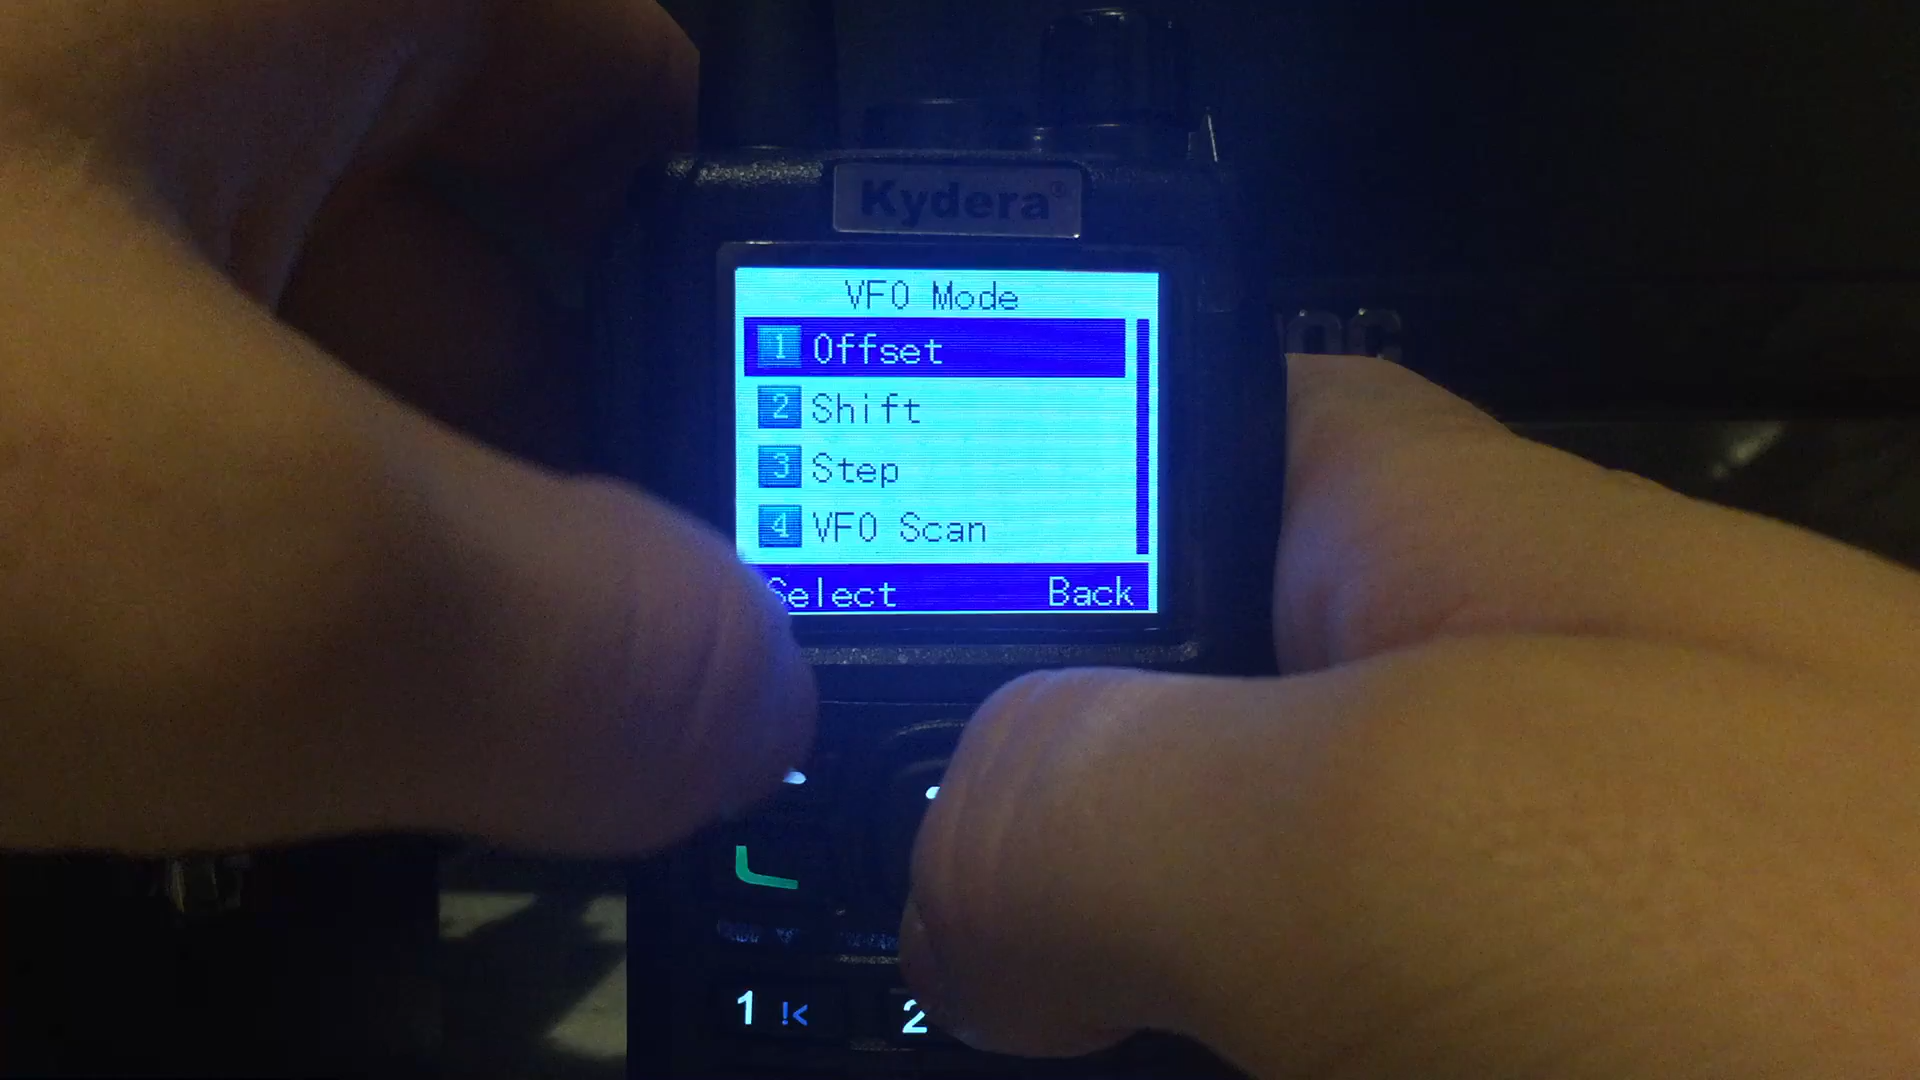 Kydera®
VFO Mode
1 Offset
2 Shift
3 Step
4 VFO Scan
Select Back
1 !< 2